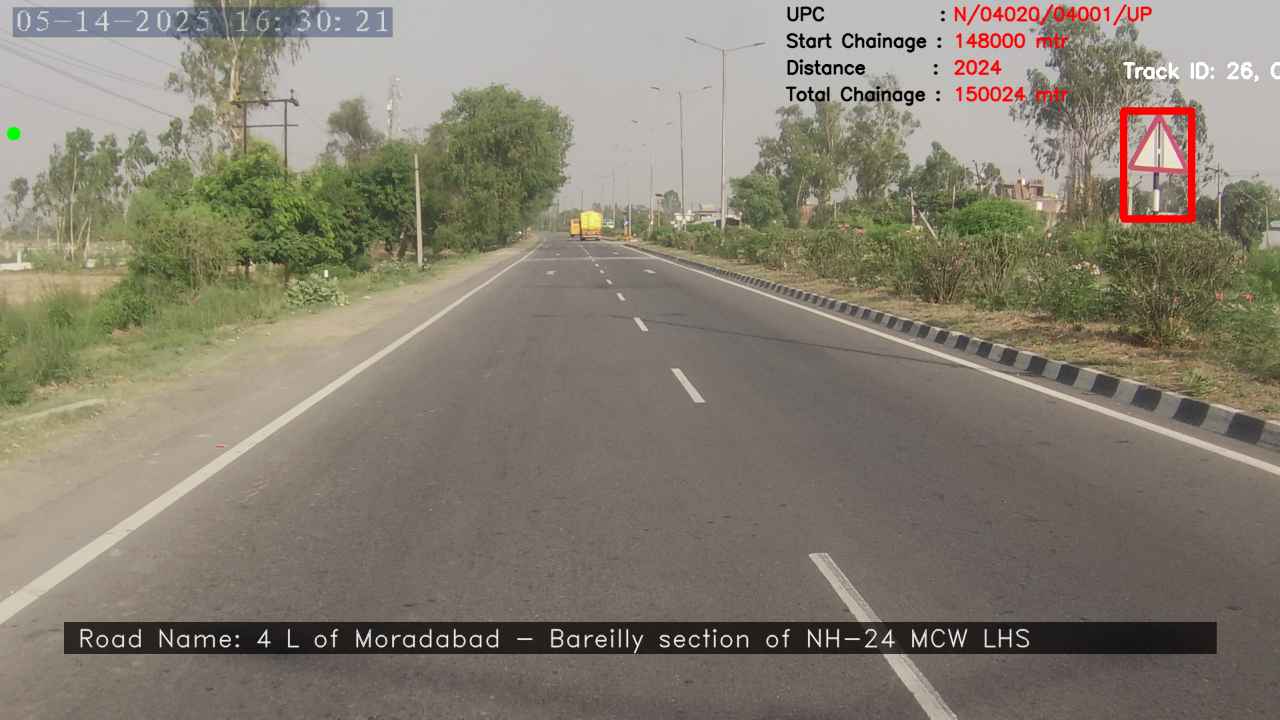 05-14-2025 16:30:21
UPC : N/04020/04001/UP
Start Chainage : 148000 mtr
Distance : 2024
Total Chainage : 150024 mtr
Track ID: 26, C
Road Name: 4 L of Moradabad - Bareilly section of NH-24 MCW LHS